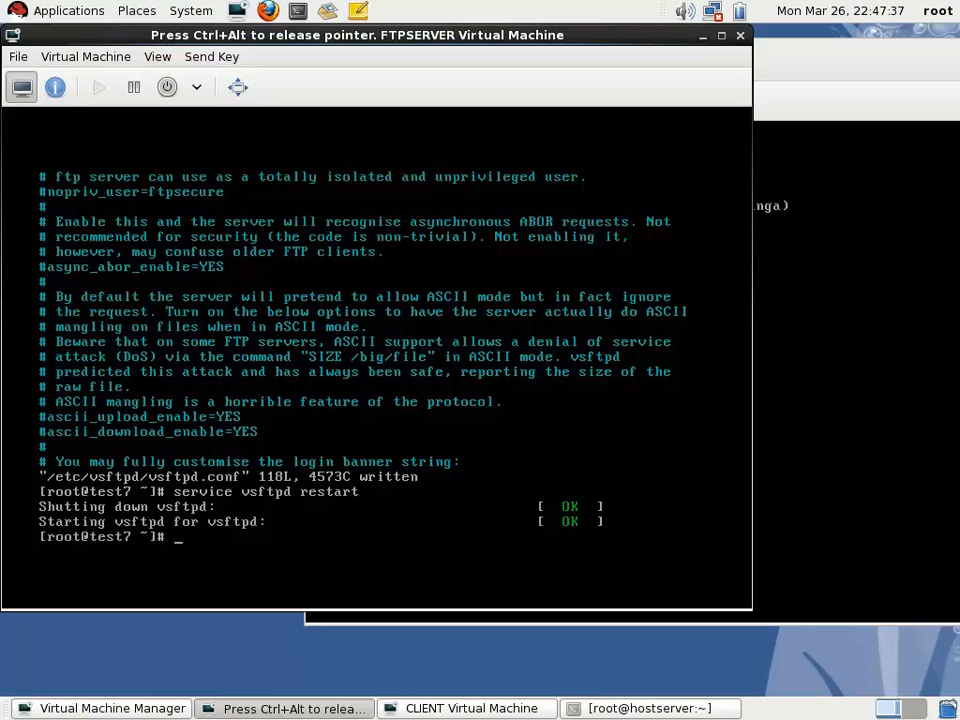 Applications Places System Mon Mar 26, 22:47:37 root
Press Ctrl+Alt to release pointer. FTPSERVER Virtual Machine
File Virtual Machine View Send Key
# ftp server can use as a totally isolated and unprivileged user.
#nopriv_user=ftpsecure
#
# Enable this and the server will recognise asynchronous ABOR requests. Not
# recommended for security (the code is non-trivial). Not enabling it,
# however, may confuse older FTP clients.
#async_abor_enable=YES
#
# By default the server will pretend to allow ASCII mode but in fact ignore
# the request. Turn on the below options to have the server actually do ASCII
# mangling on files when in ASCII mode.
# Beware that on some FTP servers, ASCII support allows a denial of service
# attack (DoS) via the command "SIZE /big/file" in ASCII mode. vsftpd
# predicted this attack and has always been safe, reporting the size of the
# raw file.
# ASCII mangling is a horrible feature of the protocol.
#ascii_upload_enable=YES
#ascii_download_enable=YES
#
# You may fully customise the login banner string:
"/etc/vsftpd/vsftpd.conf" 118L, 4573C written
[root@test7 ~]# service vsftpd restart
Shutting down vsftpd: [ OK ]
Starting vsftpd for vsftpd: [ OK ]
[root@test7 ~]# _
nga)
Virtual Machine Manager Press Ctrl+Alt to relea... CLIENT Virtual Machine [root@hostserver:~]